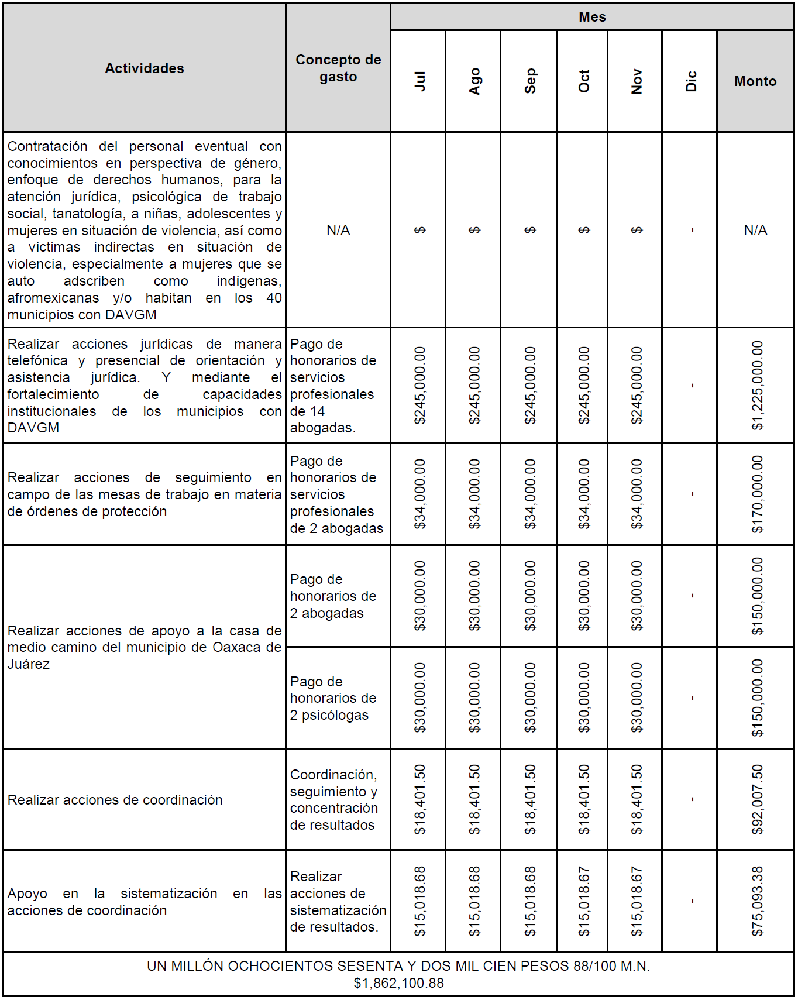 Actividades
Concepto de
gasto
Mes
Jul
Ago
Sep
Oct
Nov
Dic
Monto
Contratación del personal eventual con
conocimientos en perspectiva de género,
enfoque de derechos humanos, para la
atención jurídica, psicológica de trabajo
social, tanatología, a niñas, adolescentes y
mujeres en situación de violencia, así como
a víctimas indirectas en situación de
violencia, especialmente a mujeres que se
auto adscriben como indígenas,
afromexicanas y/o habitan en los 40
municipios con DAVGM
N/A
$
$
$
$
$
-
N/A
Realizar acciones jurídicas de manera
telefónica y presencial de orientación y
asistencia jurídica. Y mediante el
fortalecimiento de capacidades
institucionales de los municipios con
DAVGM
Pago de
honorarios de
servicios
profesionales
de 14
abogadas.
$245,000.00
$245,000.00
$245,000.00
$245,000.00
$245,000.00
-
$1,225,000.00
Realizar acciones de seguimiento en
campo de las mesas de trabajo en materia
de órdenes de protección
Pago de
honorarios de
servicios
profesionales
de 2 abogadas
$34,000.00
$34,000.00
$34,000.00
$34,000.00
$34,000.00
-
$170,000.00
Realizar acciones de apoyo a la casa de
medio camino del municipio de Oaxaca de
Juárez
Pago de
honorarios de
2 abogadas
$30,000.00
$30,000.00
$30,000.00
$30,000.00
$30,000.00
-
$150,000.00
Pago de
honorarios de
2 psicólogas
$30,000.00
$30,000.00
$30,000.00
$30,000.00
$30,000.00
-
$150,000.00
Realizar acciones de coordinación
Coordinación,
seguimiento y
concentración
de resultados
$18,401.50
$18,401.50
$18,401.50
$18,401.50
$18,401.50
-
$92,007.50
Apoyo en la sistematización en las
acciones de coordinación
Realizar
acciones de
sistematización
de resultados.
$15,018.68
$15,018.68
$15,018.68
$15,018.67
$15,018.67
-
$75,093.38
UN MILLÓN OCHOCIENTOS SESENTA Y DOS MIL CIEN PESOS 88/100 M.N.
$1,862,100.88